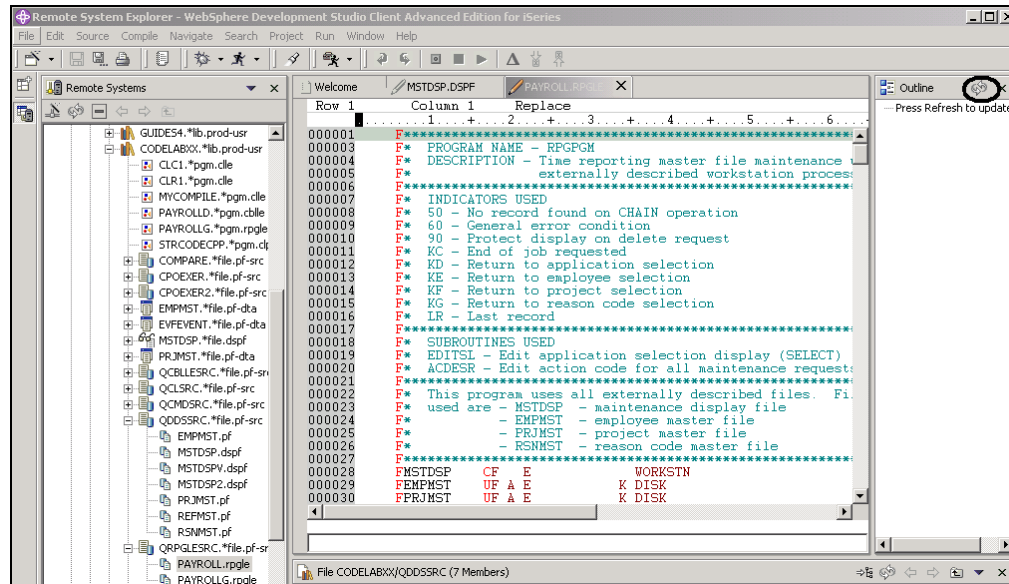 Remote System Explorer - WebSphere Development Studio Client Advanced Edition for iSeries
File Edit Source Compile Navigate Search Project Run Window Help
Remote Systems
GUIDES4.*lib.prod-usr
CODELABXX.*lib.prod-usr
CLC1.*pgm.clle
CLR1.*pgm.clle
MYCOMPILE.*pgm.clle
PAYROLLD.*pgm.cblle
PAYROLLG.*pgm.rpgle
STRCODECPP.*pgm.clp
COMPARE.*file.pf-src
CPOEXER.*file.pf-src
CPOEXER2.*file.pf-src
EMPMST.*file.pf-dta
EVFEVENT.*file.pf-dta
MSTDSP.*file.dspf
PRJMST.*file.pf-dta
QCBLLESRC.*file.pf-sr
QCLSRC.*file.pf-src
QCMDSRC.*file.pf-src
QDDSSRC.*file.pf-src
EMPMST.pf
MSTDSP.dspf
MSTDSPV.dspf
MSTDSP2.dspf
PRJMST.pf
REFMST.pf
RSNMST.pf
QRPGLESRC.*file.pf-sr
PAYROLL.rpgle
PAYROLLG.rpgle
Welcome MSTDSP.DSPF PAYROLL.RPGLE
Row 1 Column 1 Replace
.........1....+....2....+....3....+....4....+....5....+....6....
000001 F*****************************************************
000003 F* PROGRAM NAME - RPGPGM
000004 F* DESCRIPTION - Time reporting master file maintenance
000005 F* externally described workstation process
000006 F*****************************************************
000007 F* INDICATORS USED
000008 F* 50 - No record found on CHAIN operation
000009 F* 60 - General error condition
000010 F* 90 - Protect display on delete request
000011 F* KC - End of job requested
000012 F* KD - Return to application selection
000013 F* KE - Return to employee selection
000014 F* KF - Return to project selection
000015 F* KG - Return to reason code selection
000016 F* LR - Last record
000017 F*****************************************************
000018 F* SUBROUTINES USED
000019 F* EDITSL - Edit application selection display (SELECT)
000020 F* ACDESR - Edit action code for all maintenance requests
000021 F*****************************************************
000022 F* This program uses all externally described files. Fi
000023 F* used are - MSTDSP - maintenance display file
000024 F* - EMPMST - employee master file
000025 F* - PRJMST - project master file
000026 F* - RSNMST - reason code master file
000027 F*****************************************************
000028 FMSTDSP CF E WORKSTN
000029 FEMPMST UF A E K DISK
000030 FPRJMST UF A E K DISK
File CODELABXX/QDDSSRC (7 Members)
Outline
Press Refresh to update